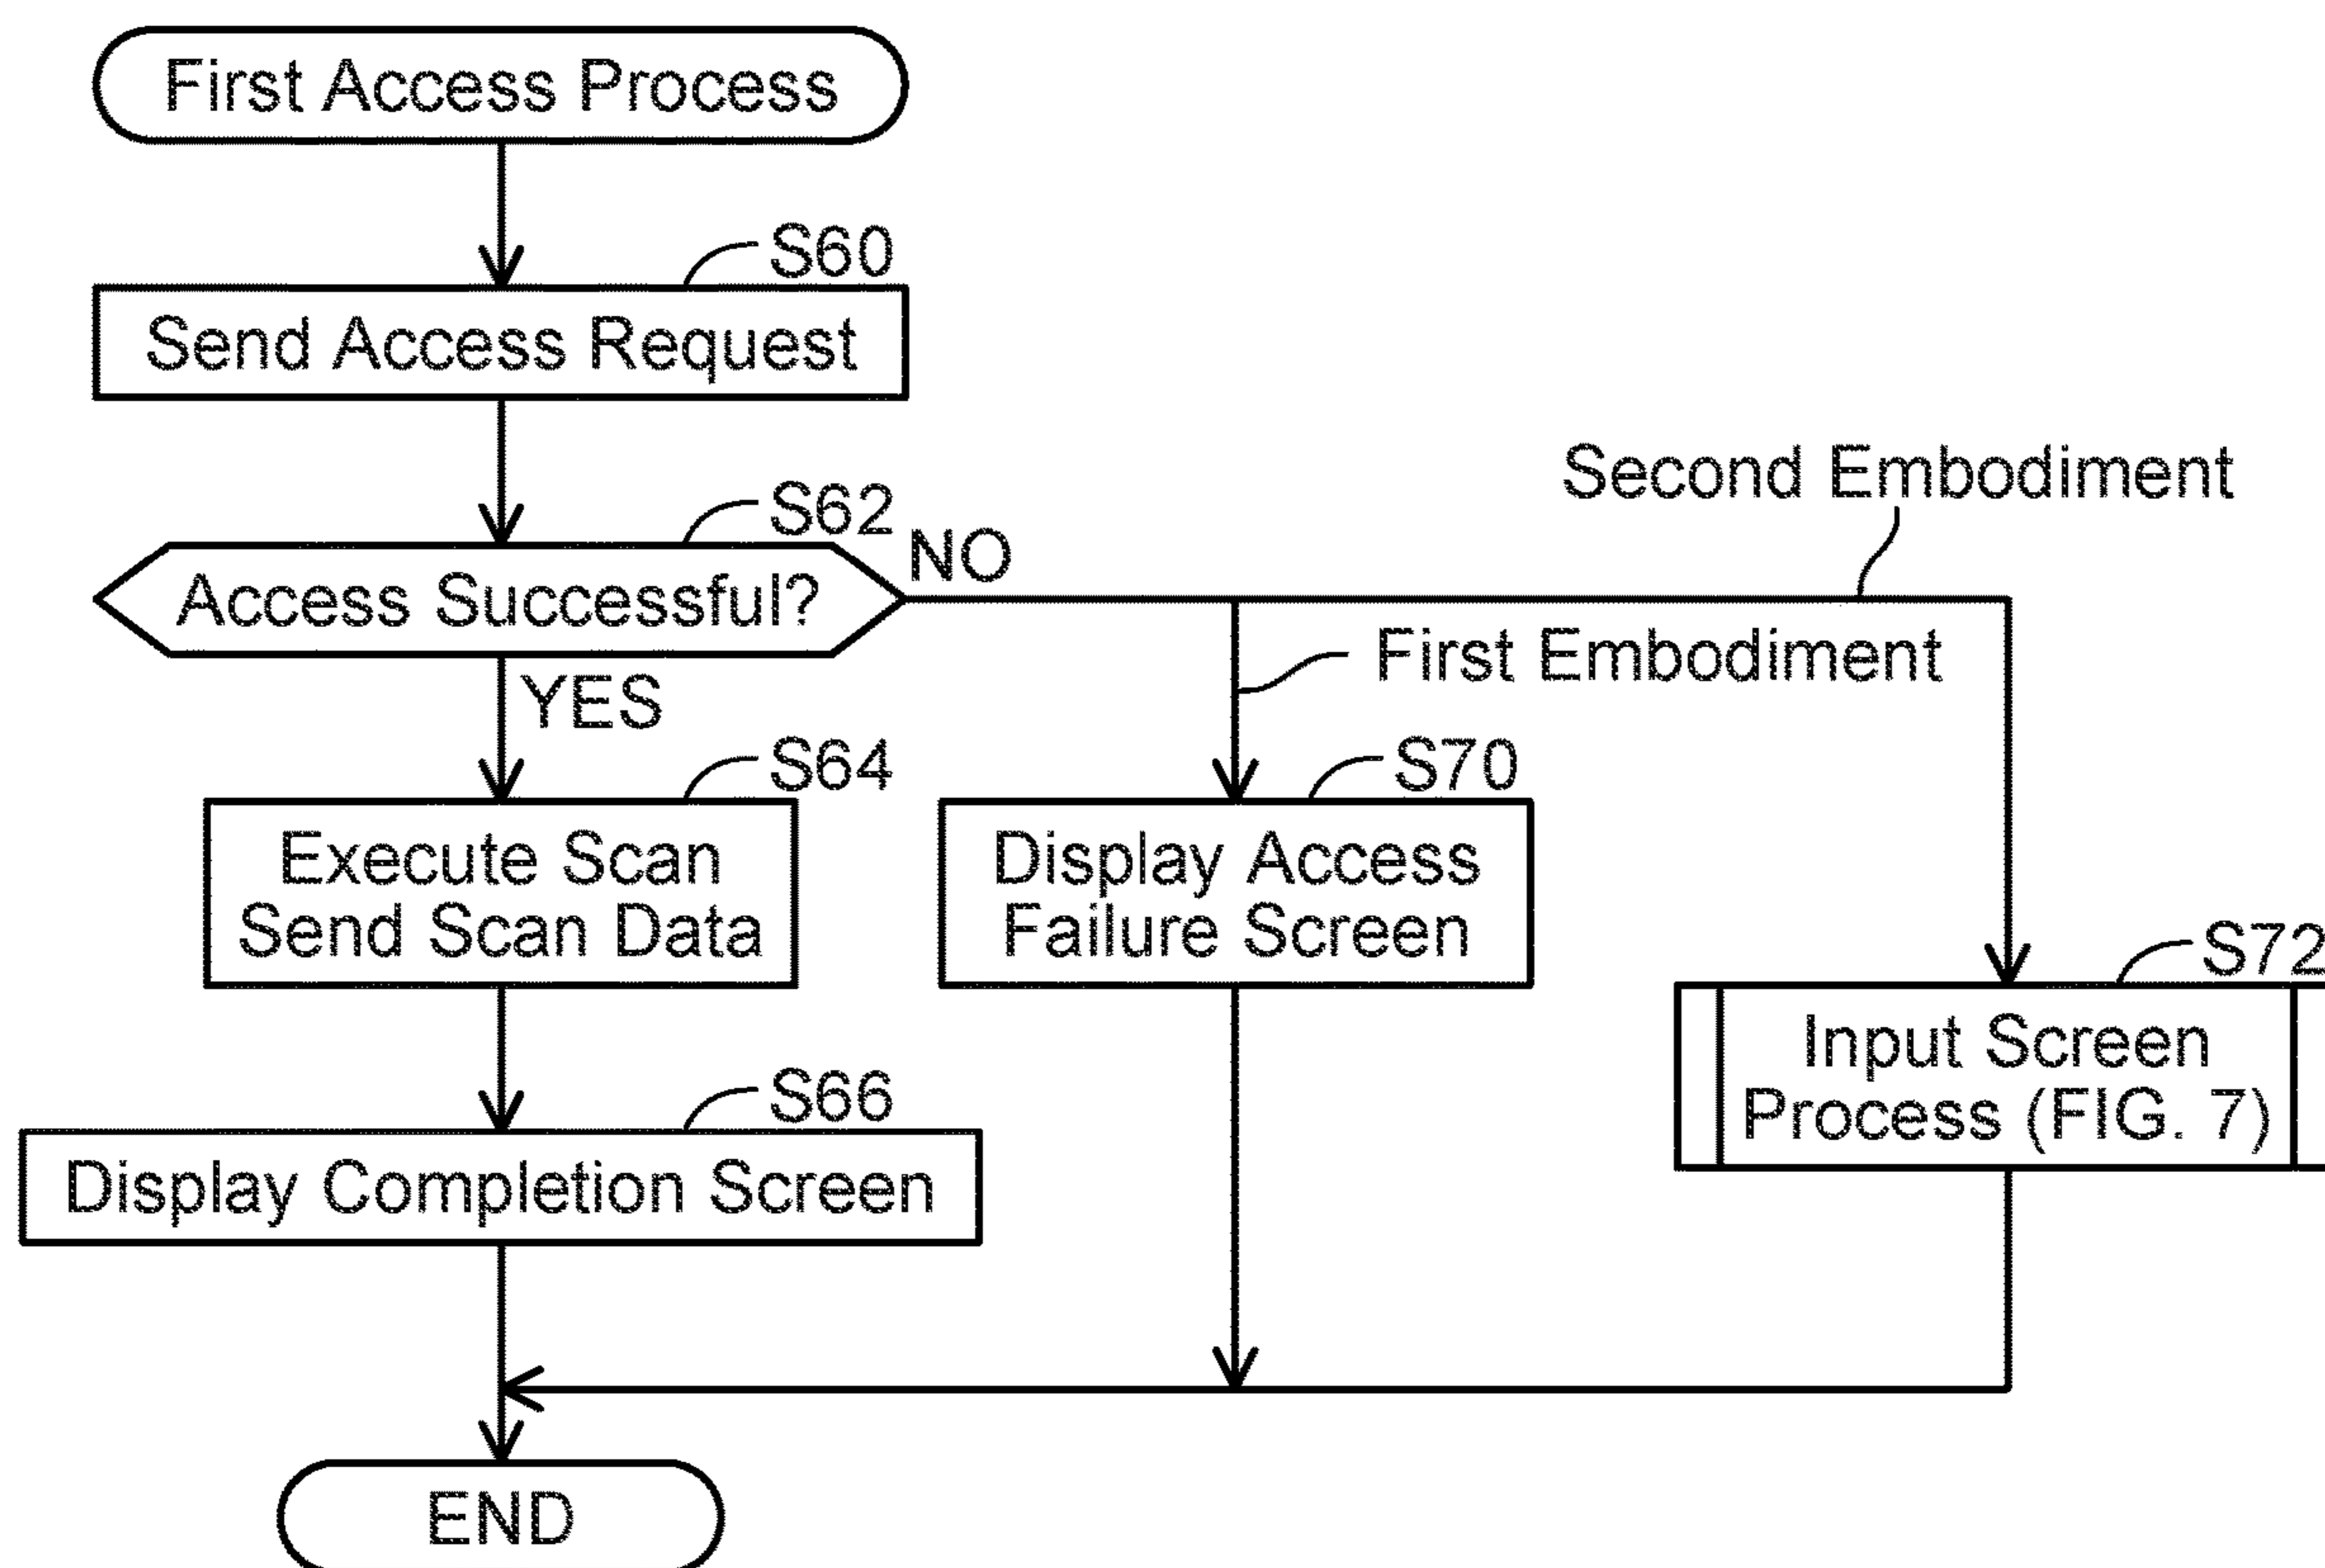 First Access Process
S60
Send Access Request
S62
Access Successful?
NO
Second Embodiment
First Embodiment
YES
S64
Execute Scan
Send Scan Data
S70
Display Access
Failure Screen
S72
Input Screen
Process (FIG. 7)
S66
Display Completion Screen
END